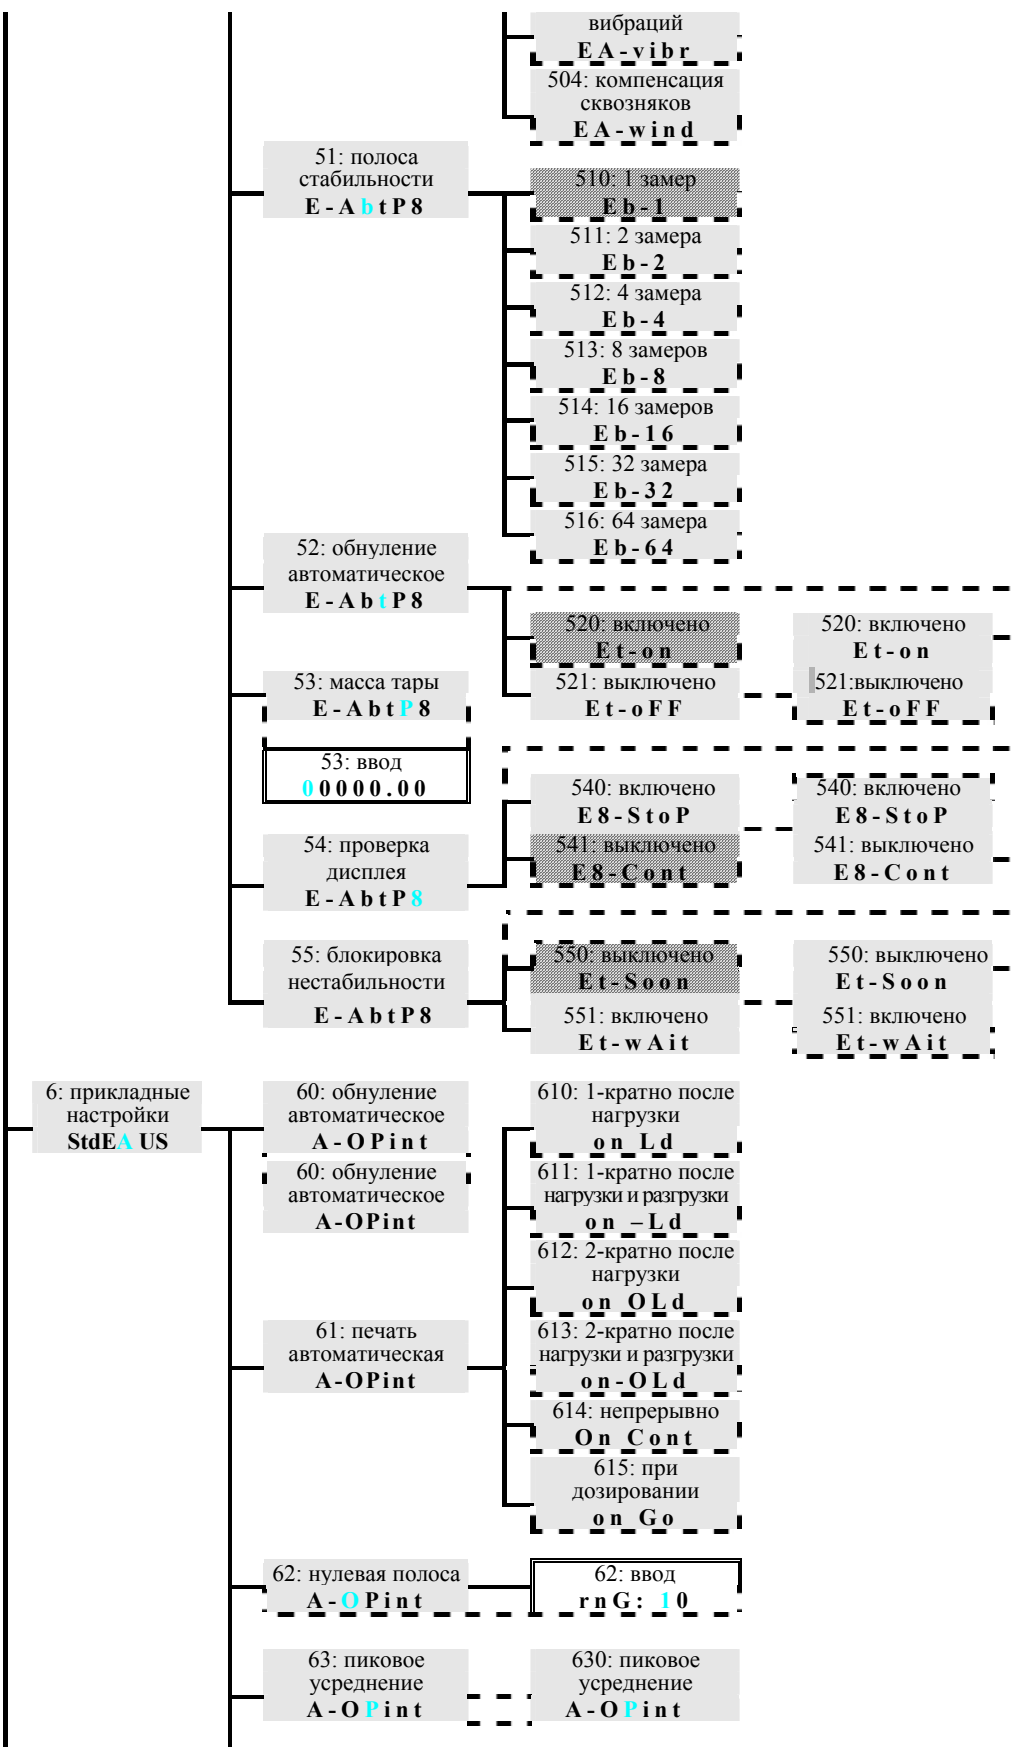 вибраций
EA-vibr
504: компенсация
сквозняков
EA-wind
51: полоса
стабильности
E-AbtP8
510: 1 замер
Eb-1
511: 2 замера
Eb-2
512: 4 замера
Eb-4
513: 8 замеров
Eb-8
514: 16 замеров
Eb-16
515: 32 замера
Eb-32
516: 64 замера
Eb-64
52: обнуление
автоматическое
E-AbtP8
520: включено
Et-on
520: включено
Et-on
521: выключено
Et-oFF
521:выключено
Et-oFF
53: масса тары
E-AbtP8
53: ввод
00000.00
540: включено
E8-StoP
540: включено
E8-StoP
54: проверка
дисплея
E-AbtP8
541: выключено
E8-Cont
541: выключено
E8-Cont
55: блокировка
нестабильности
E-AbtP8
550: выключено
Et-Soon
550: выключено
Et-Soon
551: включено
Et-wAit
551: включено
Et-wAit
6: прикладные
настройки
StdEA US
60: обнуление
автоматическое
A-OPint
60: обнуление
автоматическое
A-OPint
610: 1-кратно после
нагрузки
on Ld
611: 1-кратно после
нагрузки и разгрузки
on –Ld
612: 2-кратно после
нагрузки
on OLd
61: печать
автоматическая
A-OPint
613: 2-кратно после
нагрузки и разгрузки
on-OLd
614: непрерывно
On Cont
615: при
дозировании
on Go
62: нулевая полоса
A-OPint
62: ввод
rnG: 10
63: пиковое
усреднение
A-OPint
630: пиковое
усреднение
A-OPint